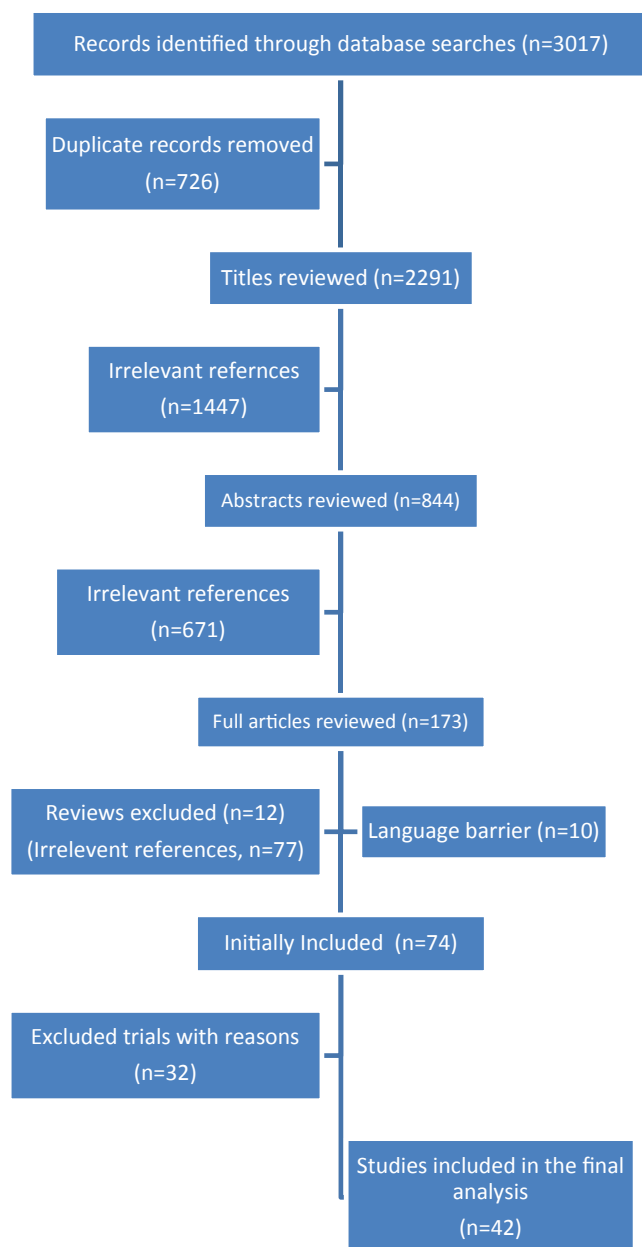 Records identified through database searches (n=3017)
Duplicate records removed
(n=726)
Titles reviewed (n=2291)
Irrelevant refernces
(n=1447)
Abstracts reviewed (n=844)
Irrelevant references
(n=671)
Full articles reviewed (n=173)
Reviews excluded (n=12)
(Irrelevent references, n=77)
Language barrier (n=10)
Initially Included (n=74)
Excluded trials with reasons
(n=32)
Studies included in the final
analysis
(n=42)